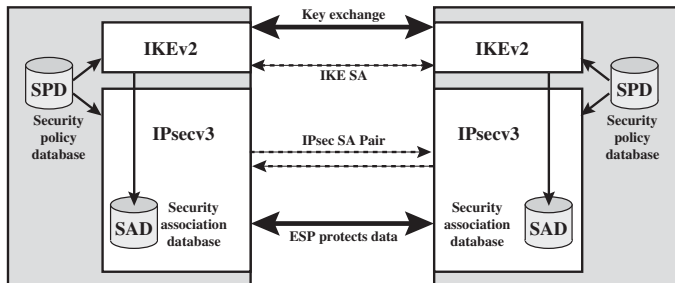 Key exchange
IKEv2
IKEv2
IKE SA
SPD
Security
policy
database
SPD
Security
policy
database
IPsecv3
IPsec SA Pair
IPsecv3
SAD
Security
association
database
ESP protects data
Security
association
database
SAD